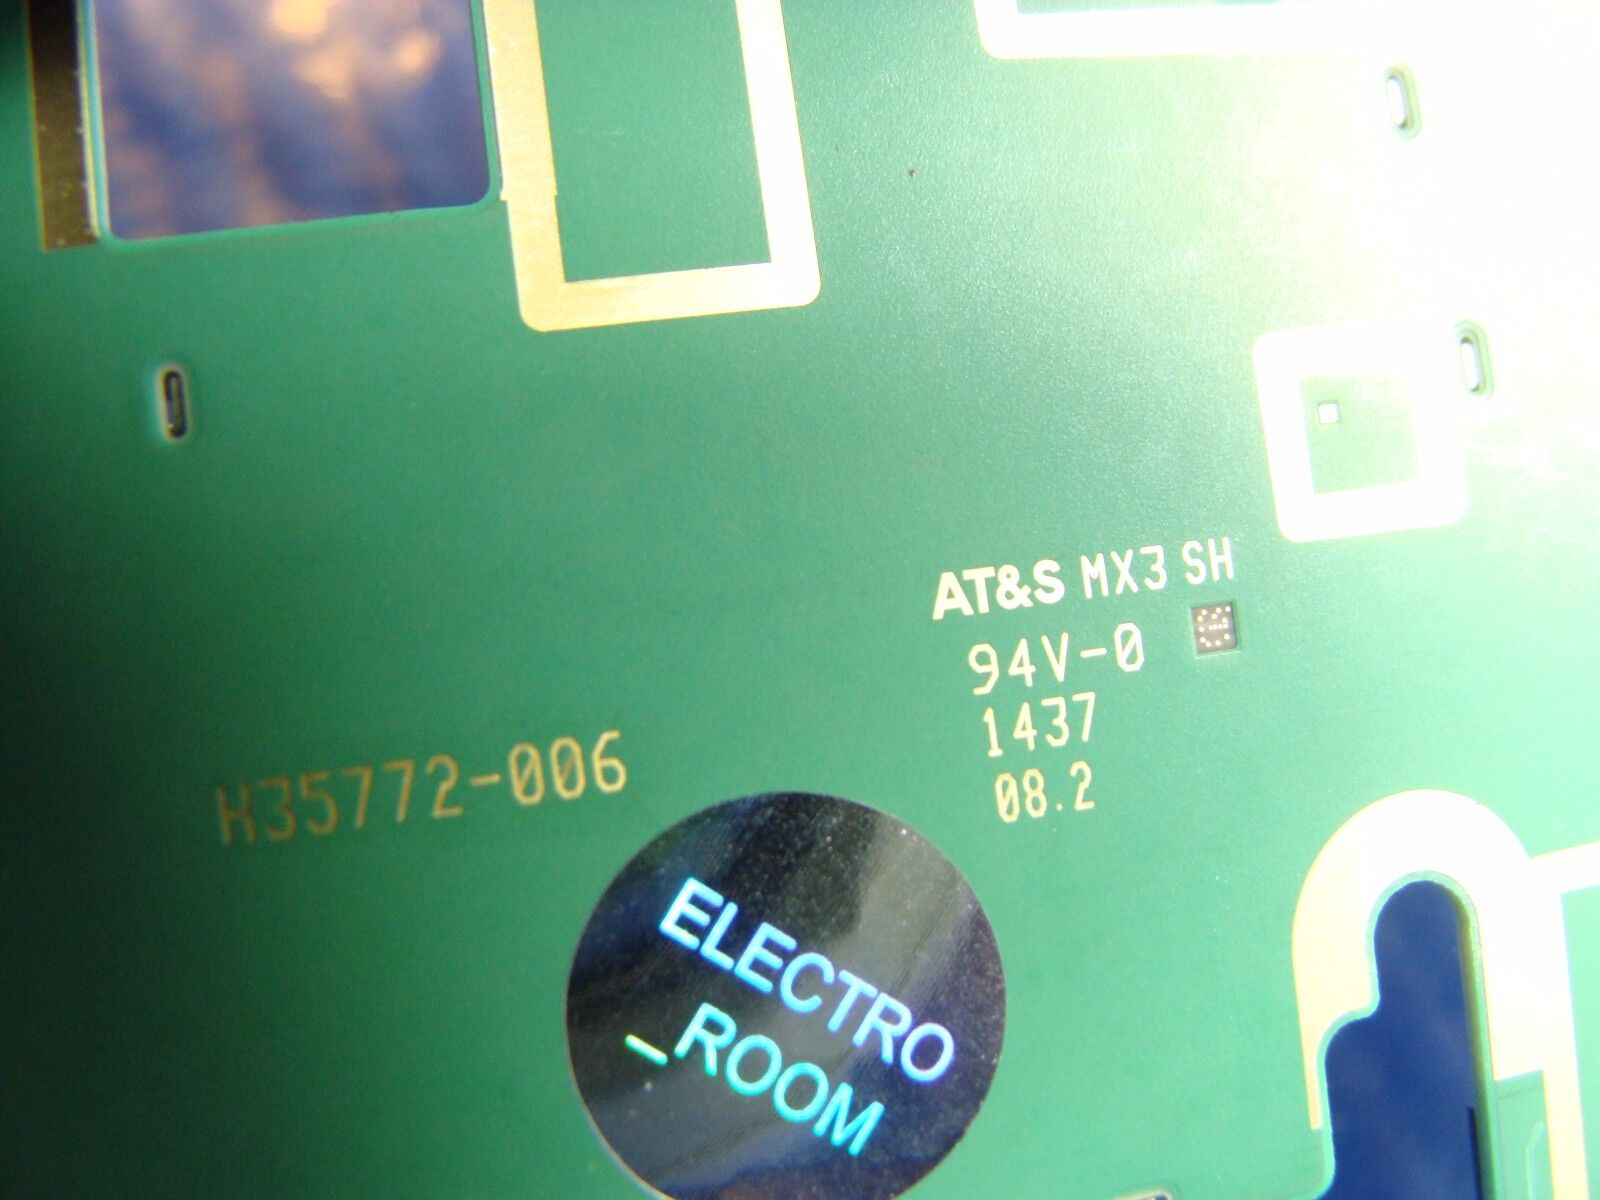 AT&S MX3 SH
94V-0
1437
08.2
H35772-006
ELECTRO
_ROOM